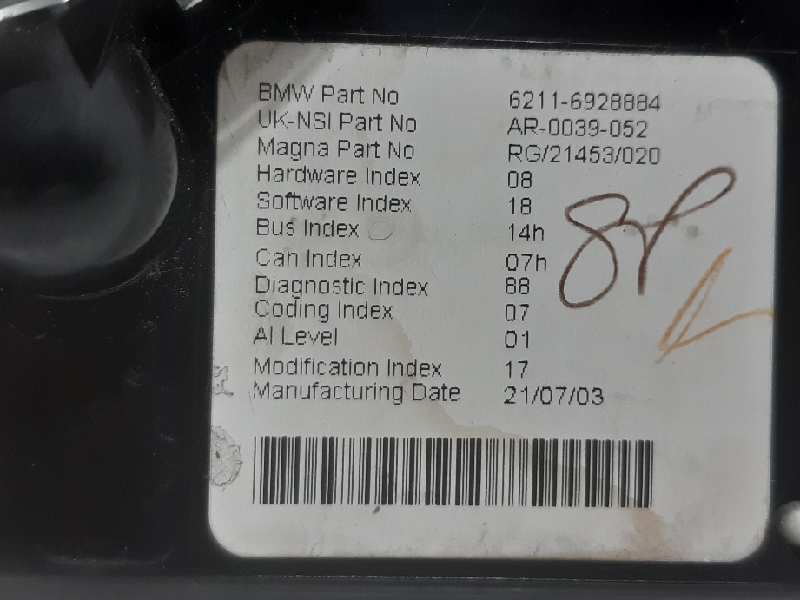 BMW Part No 6211-6928884
UK-NSI Part No AR-0039-052
Magna Part No RG/21453/020
Hardware Index 08
Software Index 18
Bus Index 14h
Can Index 07h
Diagnostic Index 88
Coding Index 07
AI Level 01
Modification Index 17
Manufacturing Date 21/07/03